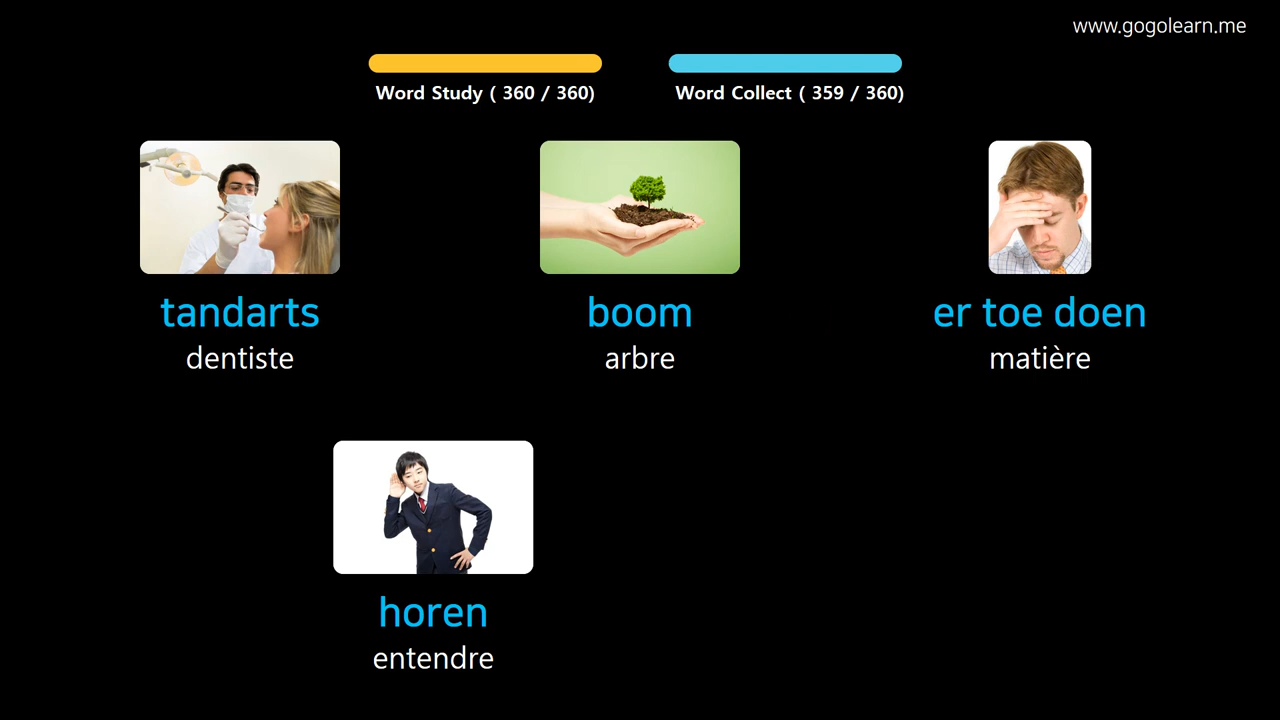 www.gogolearn.me
Word Study ( 360 / 360)
Word Collect ( 359 / 360)
tandarts
dentiste
boom
arbre
er toe doen
matière
horen
entendre